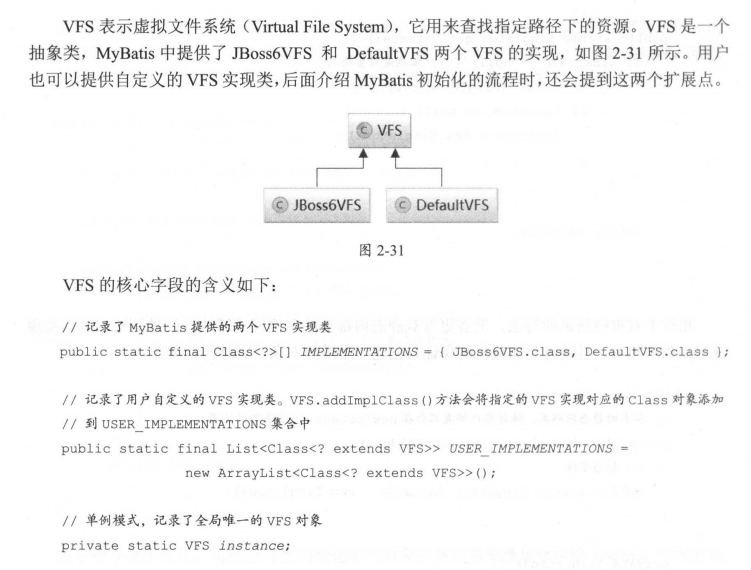 VFS 表示虚拟文件系统（Virtual File System），它用来查找指定路径下的资源。VFS 是一个
抽象类，MyBatis 中提供了 JBoss6VFS 和 DefaultVFS 两个 VFS 的实现，如图 2-31 所示。用户
也可以提供自定义的 VFS 实现类，后面介绍 MyBatis 初始化的流程时，还会提到这两个扩展点。
C VFS
C JBoss6VFS C DefaultVFS
图 2-31
VFS 的核心字段的含义如下：
// 记录了 MyBatis 提供的两个 VFS 实现类
public static final Class<?>[] IMPLEMENTATIONS = { JBoss6VFS.class, DefaultVFS.class };
// 记录了用户自定义的 VFS 实现类。VFS.addImplClass()方法会将指定的 VFS 实现对应的 Class 对象添加
// 到 USER_IMPLEMENTATIONS 集合中
public static final List<Class<? extends VFS>> USER_IMPLEMENTATIONS =
new ArrayList<Class<? extends VFS>>();
// 单例模式，记录了全局唯一的 VFS 对象
private static VFS instance;